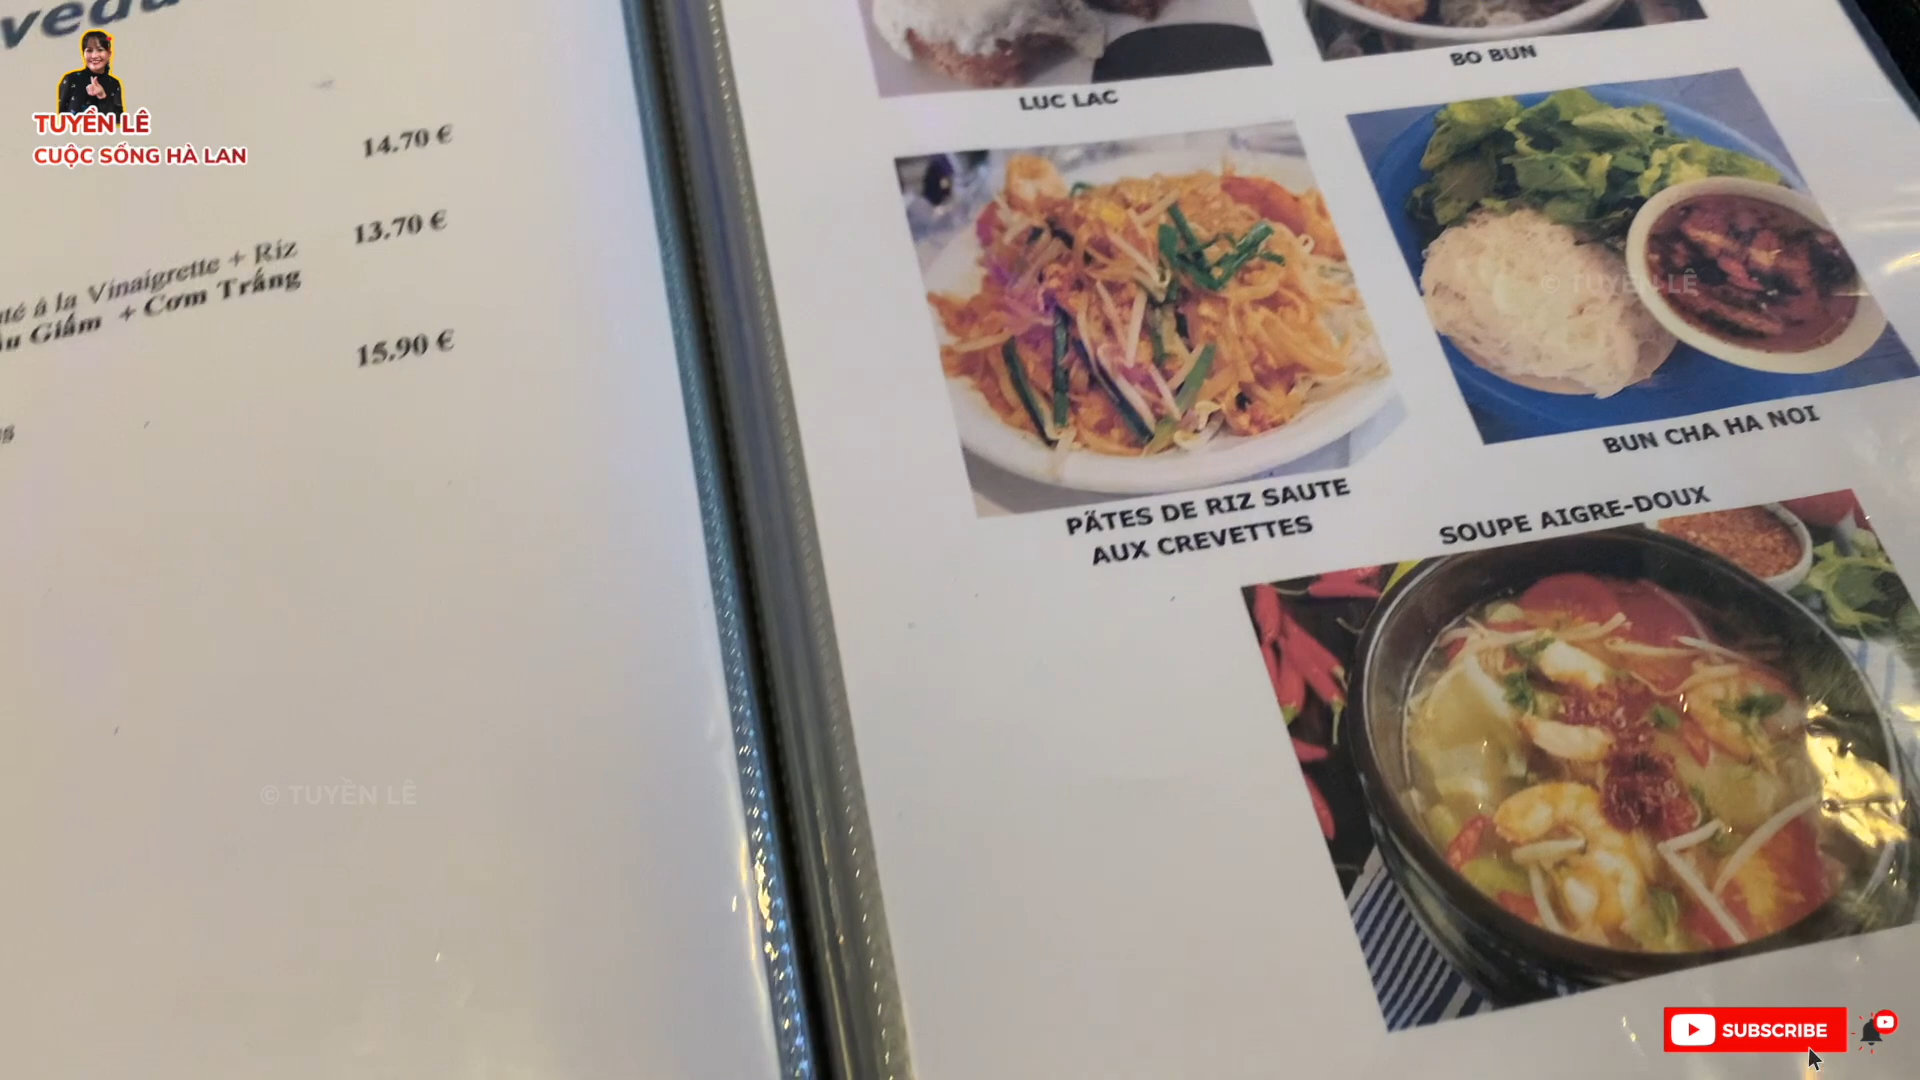 TUYỀN LÊ
CUỘC SỐNG HÀ LAN
14.70 €
13.70 €
à la Vinaigrette + Riz
Giấm + Cơm Trắng
15.90 €
LUC LAC
BO BUN
PÂTES DE RIZ SAUTE
AUX CREVETTES
BUN CHA HA NOI
SOUPE AIGRE-DOUX
© TUYỀN LÊ
© TUYỀN LÊ
SUBSCRIBE